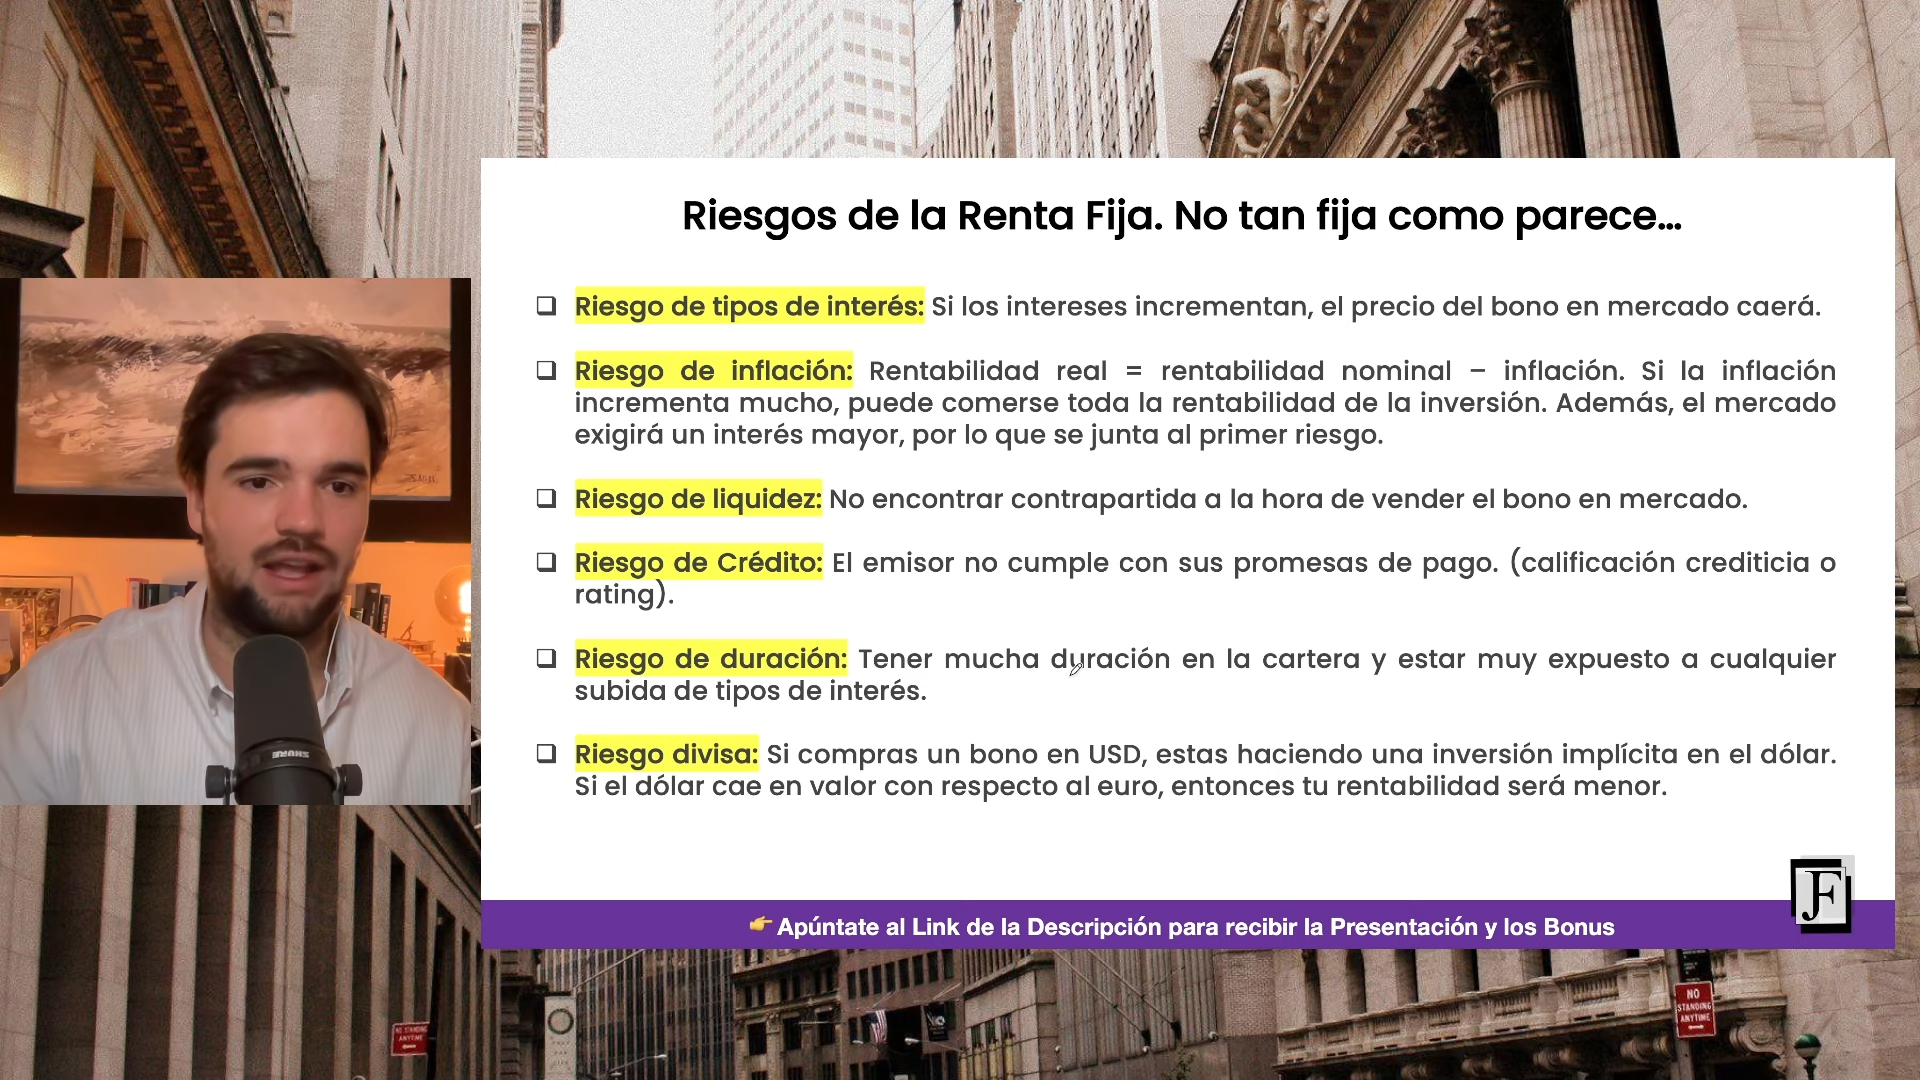 Riesgos de la Renta Fija. No tan fija como parece...
Riesgo de tipos de interés: Si los intereses incrementan, el precio del bono en mercado caerá.
Riesgo de inflación: Rentabilidad real = rentabilidad nominal – inflación. Si la inflación
incrementa mucho, puede comerse toda la rentabilidad de la inversión. Además, el mercado
exigirá un interés mayor, por lo que se junta al primer riesgo.
Riesgo de liquidez: No encontrar contrapartida a la hora de vender el bono en mercado.
Riesgo de Crédito: El emisor no cumple con sus promesas de pago. (calificación crediticia o
rating).
Riesgo de duración: Tener mucha duración en la cartera y estar muy expuesto a cualquier
subida de tipos de interés.
Riesgo divisa: Si compras un bono en USD, estas haciendo una inversión implícita en el dólar.
Si el dólar cae en valor con respecto al euro, entonces tu rentabilidad será menor.
JF
👉 Apúntate al Link de la Descripción para recibir la Presentación y los Bonus
SHURE
NO STANDING
ANYTIME
NO
STANDING
ANYTIME